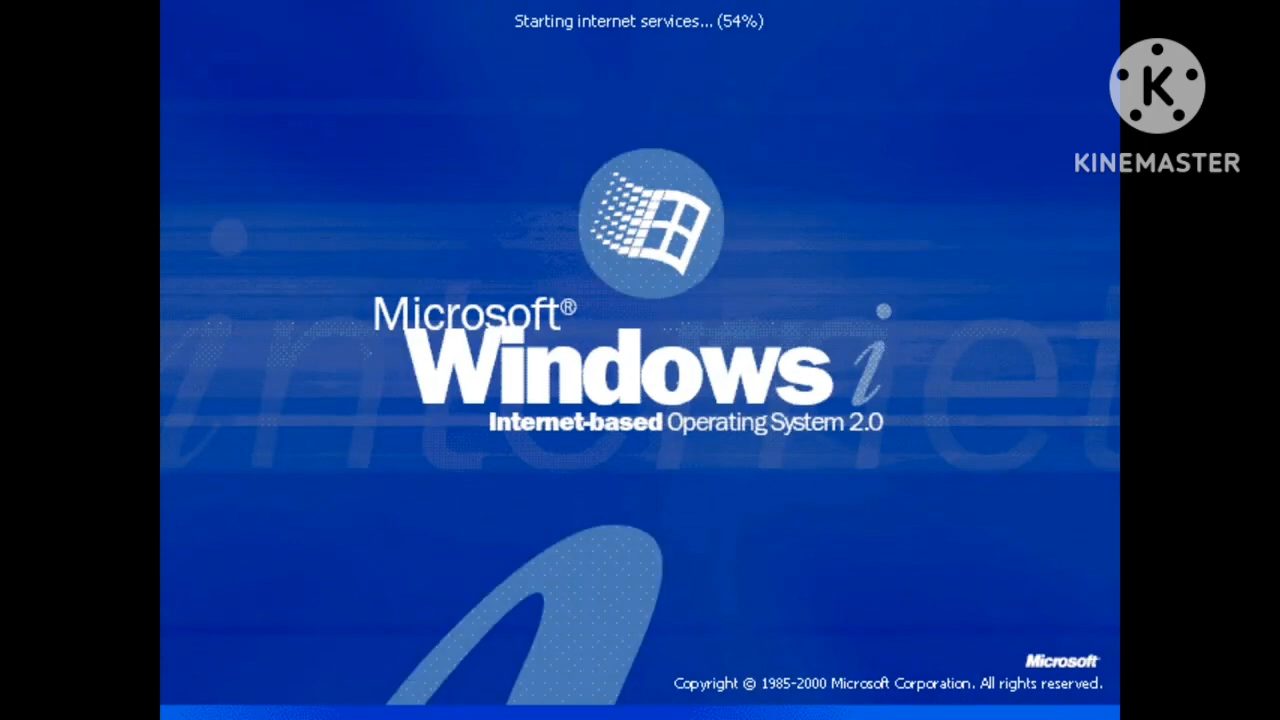 Starting internet services... (54%)
K
KINEMASTER
Microsoft®
Windows i
Internet-based Operating System 2.0
internet
Microsoft
Copyright © 1985-2000 Microsoft Corporation. All rights reserved.